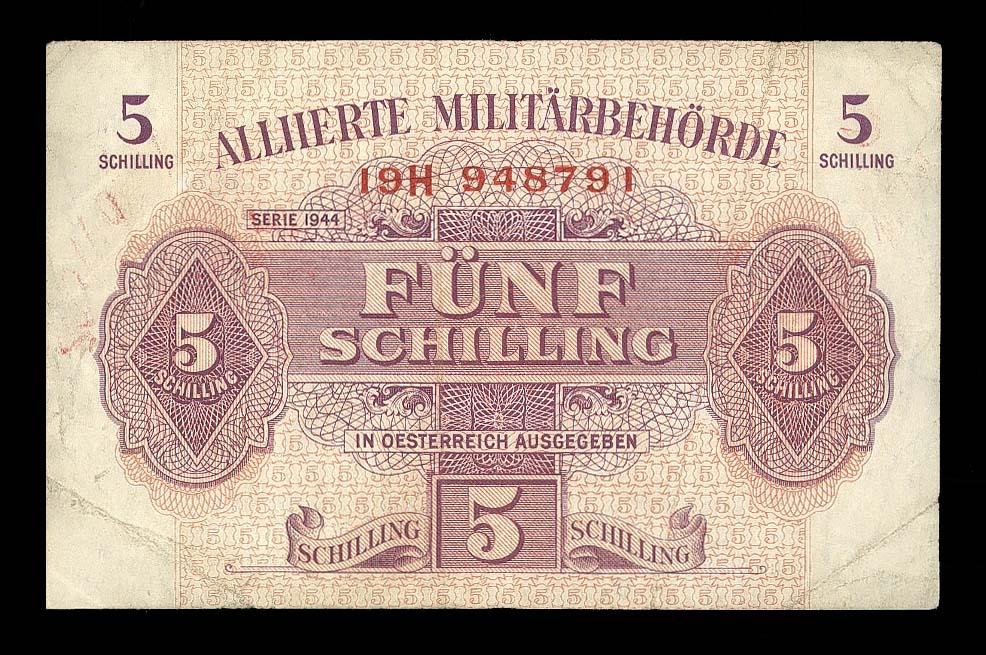 5 5
SCHILLING SCHILLING
ALLIIERTE MILITÄRBEHÖRDE
19H 948791
SERIE 1944
FÜNF
SCHILLING
5 5
SCHILLING SCHILLING
IN OESTERREICH AUSGEGEBEN
SCHILLING 5 SCHILLING